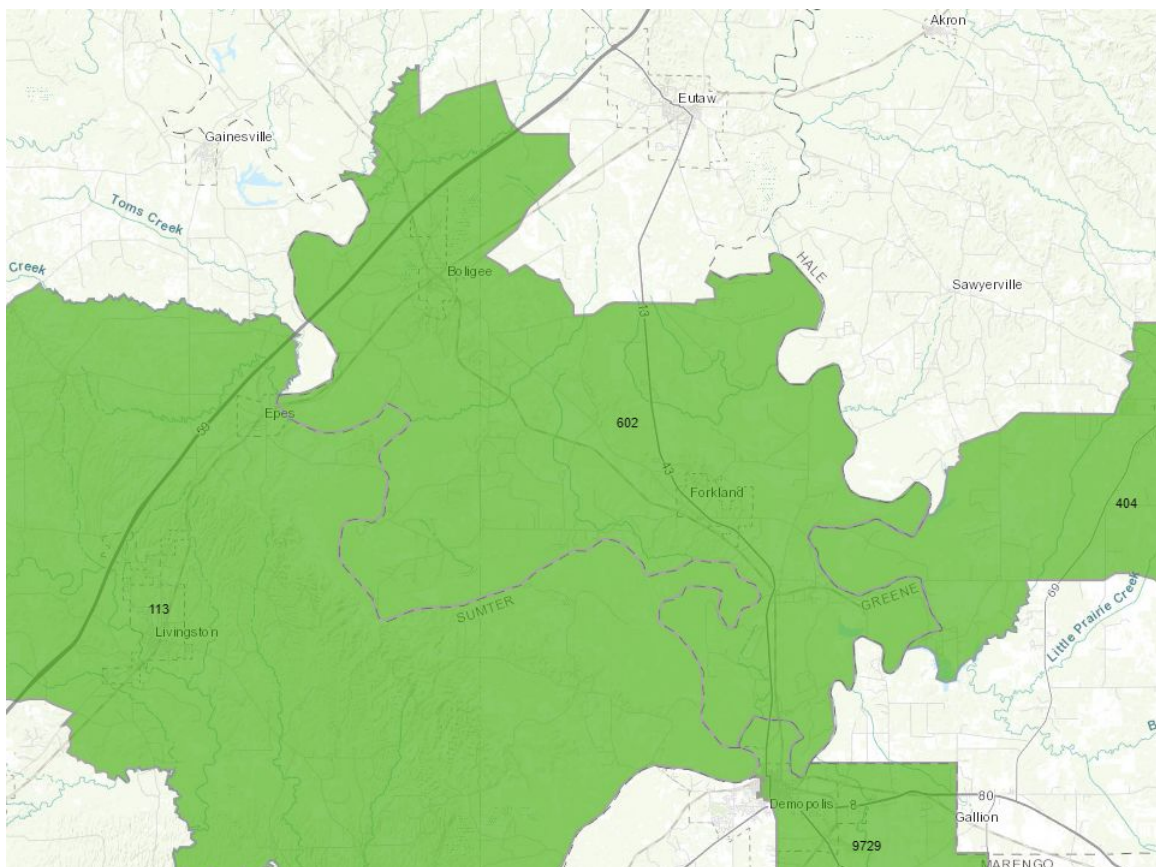 Akron
Eutaw
Gainesville
Toms Creek
Creek
HALE
Boligee
Sawyerville
13
Epes
59
602
43
Forkland
404
113
SUMTER
GREENE
69
Little Prairie Creek
Livingston
B
Demopolis
8
80
Gallion
9729
MARENGO